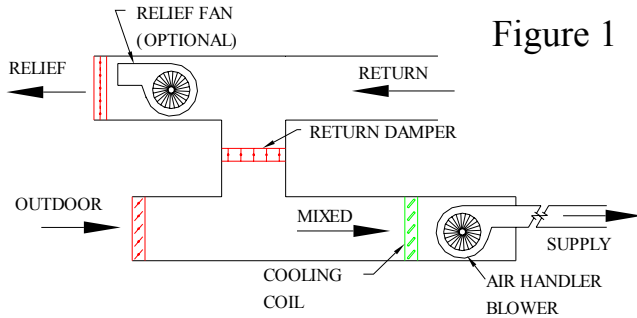 RELIEF FAN
(OPTIONAL)
Figure 1
RELIEF
RETURN
RETURN DAMPER
OUTDOOR
MIXED
SUPPLY
COOLING
COIL
AIR HANDLER
BLOWER